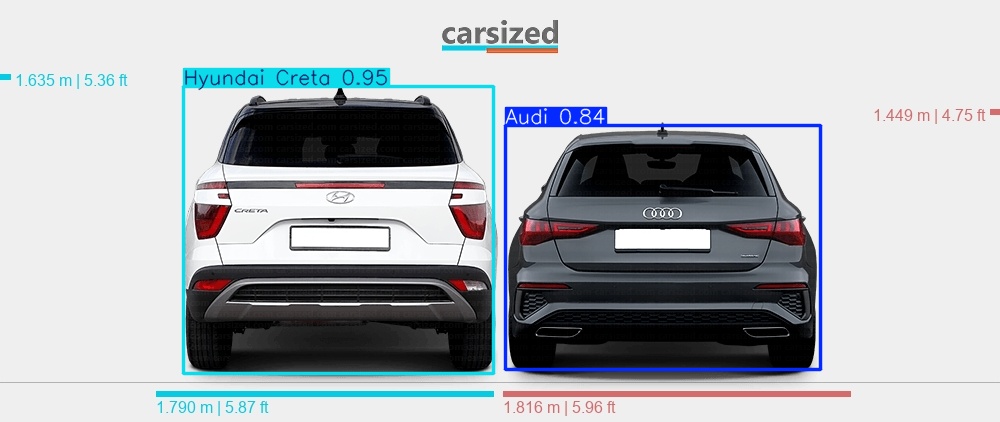 carsized
1.635 m | 5.36 ft
Hyundai Creta 0.95
Audi 0.84
1.449 m | 4.75 ft
CRETA
1.790 m | 5.87 ft
1.816 m | 5.96 ft